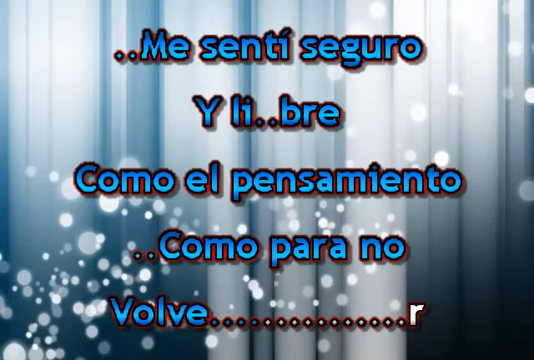 ..Me sentí seguro
Y li..bre
Como el pensamiento
..Como para no
Volve...............r